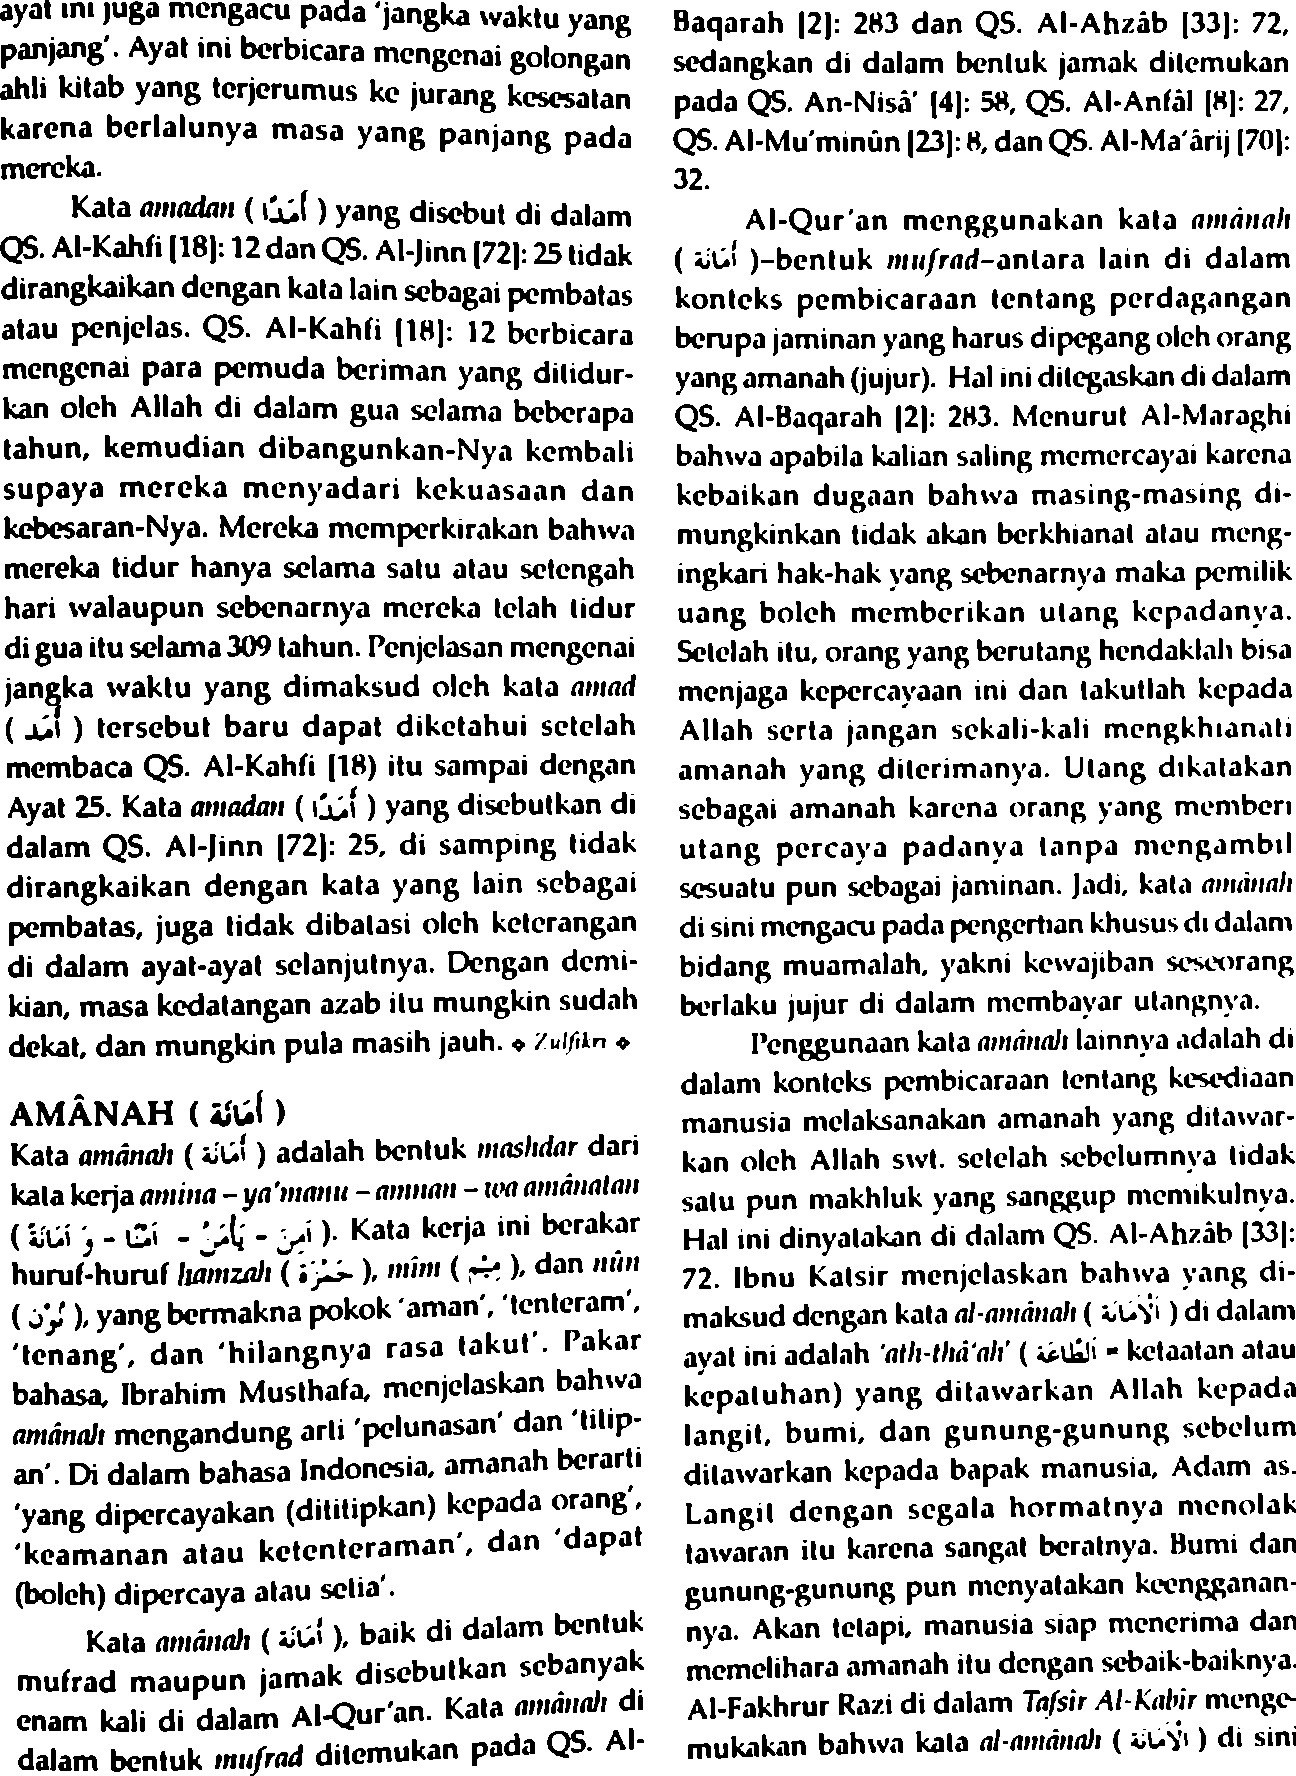 ayat ini juga mengacu pada 'jangka waktu yang
panjang'. Ayat ini berbicara mengenai golongan
ahli kitab yang terjerumus ke jurang kesesatan
karena berlalunya masa yang panjang pada
mereka.
Kata amadan ( أَمَدًا ) yang disebut di dalam
QS. Al-Kahfi [18]: 12 dan QS. Al-Jinn [72]: 25 tidak
dirangkaikan dengan kata lain sebagai pembatas
atau penjelas. QS. Al-Kahfi [18]: 12 berbicara
mengenai para pemuda beriman yang ditidur-
kan oleh Allah di dalam gua selama beberapa
tahun, kemudian dibangunkan-Nya kembali
supaya mereka menyadari kekuasaan dan
kebesaran-Nya. Mereka memperkirakan bahwa
mereka tidur hanya selama satu atau setengah
hari walaupun sebenarnya mereka telah tidur
di gua itu selama 309 tahun. Penjelasan mengenai
jangka waktu yang dimaksud oleh kata amad
( أَمَد ) tersebut baru dapat diketahui setelah
membaca QS. Al-Kahfi [18) itu sampai dengan
Ayat 25. Kata amadan ( أَمَدًا ) yang disebutkan di
dalam QS. Al-Jinn [72]: 25, di samping tidak
dirangkaikan dengan kata yang lain sebagai
pembatas, juga tidak dibatasi oleh keterangan
di dalam ayat-ayat selanjutnya. Dengan demi-
kian, masa kedatangan azab itu mungkin sudah
dekat, dan mungkin pula masih jauh. ❖ Zulfikri ❖
AMÂNAH ( أَمَانَة )
Kata amânah ( أَمَانَة ) adalah bentuk mashdar dari
kata kerja amina – ya'manu – amnan – wa amânatan
( أَمِنَ - يَأْمَنُ - أَمْنًا - وَ أَمَانَةً ). Kata kerja ini berakar
huruf-huruf hamzah ( هَمْزَة ), mîm ( مِيْم ), dan nûn
( نُوْن ), yang bermakna pokok 'aman', 'tenteram',
'tenang', dan 'hilangnya rasa takut'. Pakar
bahasa, Ibrahim Musthafa, menjelaskan bahwa
amânah mengandung arti 'pelunasan' dan 'titip-
an'. Di dalam bahasa Indonesia, amanah berarti
'yang dipercayakan (dititipkan) kepada orang',
'keamanan atau ketenteraman', dan 'dapat
(boleh) dipercaya atau setia'.
Kata amânah ( أَمَانَة ), baik di dalam bentuk
mufrad maupun jamak disebutkan sebanyak
enam kali di dalam Al-Qur'an. Kata amânah di
dalam bentuk mufrad ditemukan pada QS. Al-
Baqarah [2]: 283 dan QS. Al-Ahzâb [33]: 72,
sedangkan di dalam bentuk jamak ditemukan
pada QS. An-Nisâ' [4]: 58, QS. Al-Anfâl [8]: 27,
QS. Al-Mu'minûn [23]: 8, dan QS. Al-Ma'ârij [70]:
32.
Al-Qur'an menggunakan kata amânah
( أَمَانَة )–bentuk mufrad–antara lain di dalam
konteks pembicaraan tentang perdagangan
berupa jaminan yang harus dipegang oleh orang
yang amanah (jujur). Hal ini ditegaskan di dalam
QS. Al-Baqarah [2]: 283. Menurut Al-Maraghi
bahwa apabila kalian saling memercayai karena
kebaikan dugaan bahwa masing-masing di-
mungkinkan tidak akan berkhianat atau meng-
ingkari hak-hak yang sebenarnya maka pemilik
uang boleh memberikan utang kepadanya.
Setelah itu, orang yang berutang hendaklah bisa
menjaga kepercayaan ini dan takutlah kepada
Allah serta jangan sekali-kali mengkhianati
amanah yang diterimanya. Utang dikatakan
sebagai amanah karena orang yang memberi
utang percaya padanya tanpa mengambil
sesuatu pun sebagai jaminan. Jadi, kata amânah
di sini mengacu pada pengertian khusus di dalam
bidang muamalah, yakni kewajiban seseorang
berlaku jujur di dalam membayar utangnya.
Penggunaan kata amânah lainnya adalah di
dalam konteks pembicaraan tentang kesediaan
manusia melaksanakan amanah yang ditawar-
kan oleh Allah swt. setelah sebelumnya tidak
satu pun makhluk yang sanggup memikulnya.
Hal ini dinyatakan di dalam QS. Al-Ahzâb [33]:
72. Ibnu Katsir menjelaskan bahwa yang di-
maksud dengan kata al-amânah ( اَلْأَمَانَة ) di dalam
ayat ini adalah 'ath-thâ'ah' ( اَلطَّاعَة = ketaatan atau
kepatuhan) yang ditawarkan Allah kepada
langit, bumi, dan gunung-gunung sebelum
ditawarkan kepada bapak manusia, Adam as.
Langit dengan segala hormatnya menolak
tawaran itu karena sangat beratnya. Bumi dan
gunung-gunung pun menyatakan keengganan-
nya. Akan tetapi, manusia siap menerima dan
memelihara amanah itu dengan sebaik-baiknya.
Al-Fakhrur Razi di dalam Tafsîr Al-Kabîr menge-
mukakan bahwa kata al-amânah ( اَلْأَمَانَة ) di sini